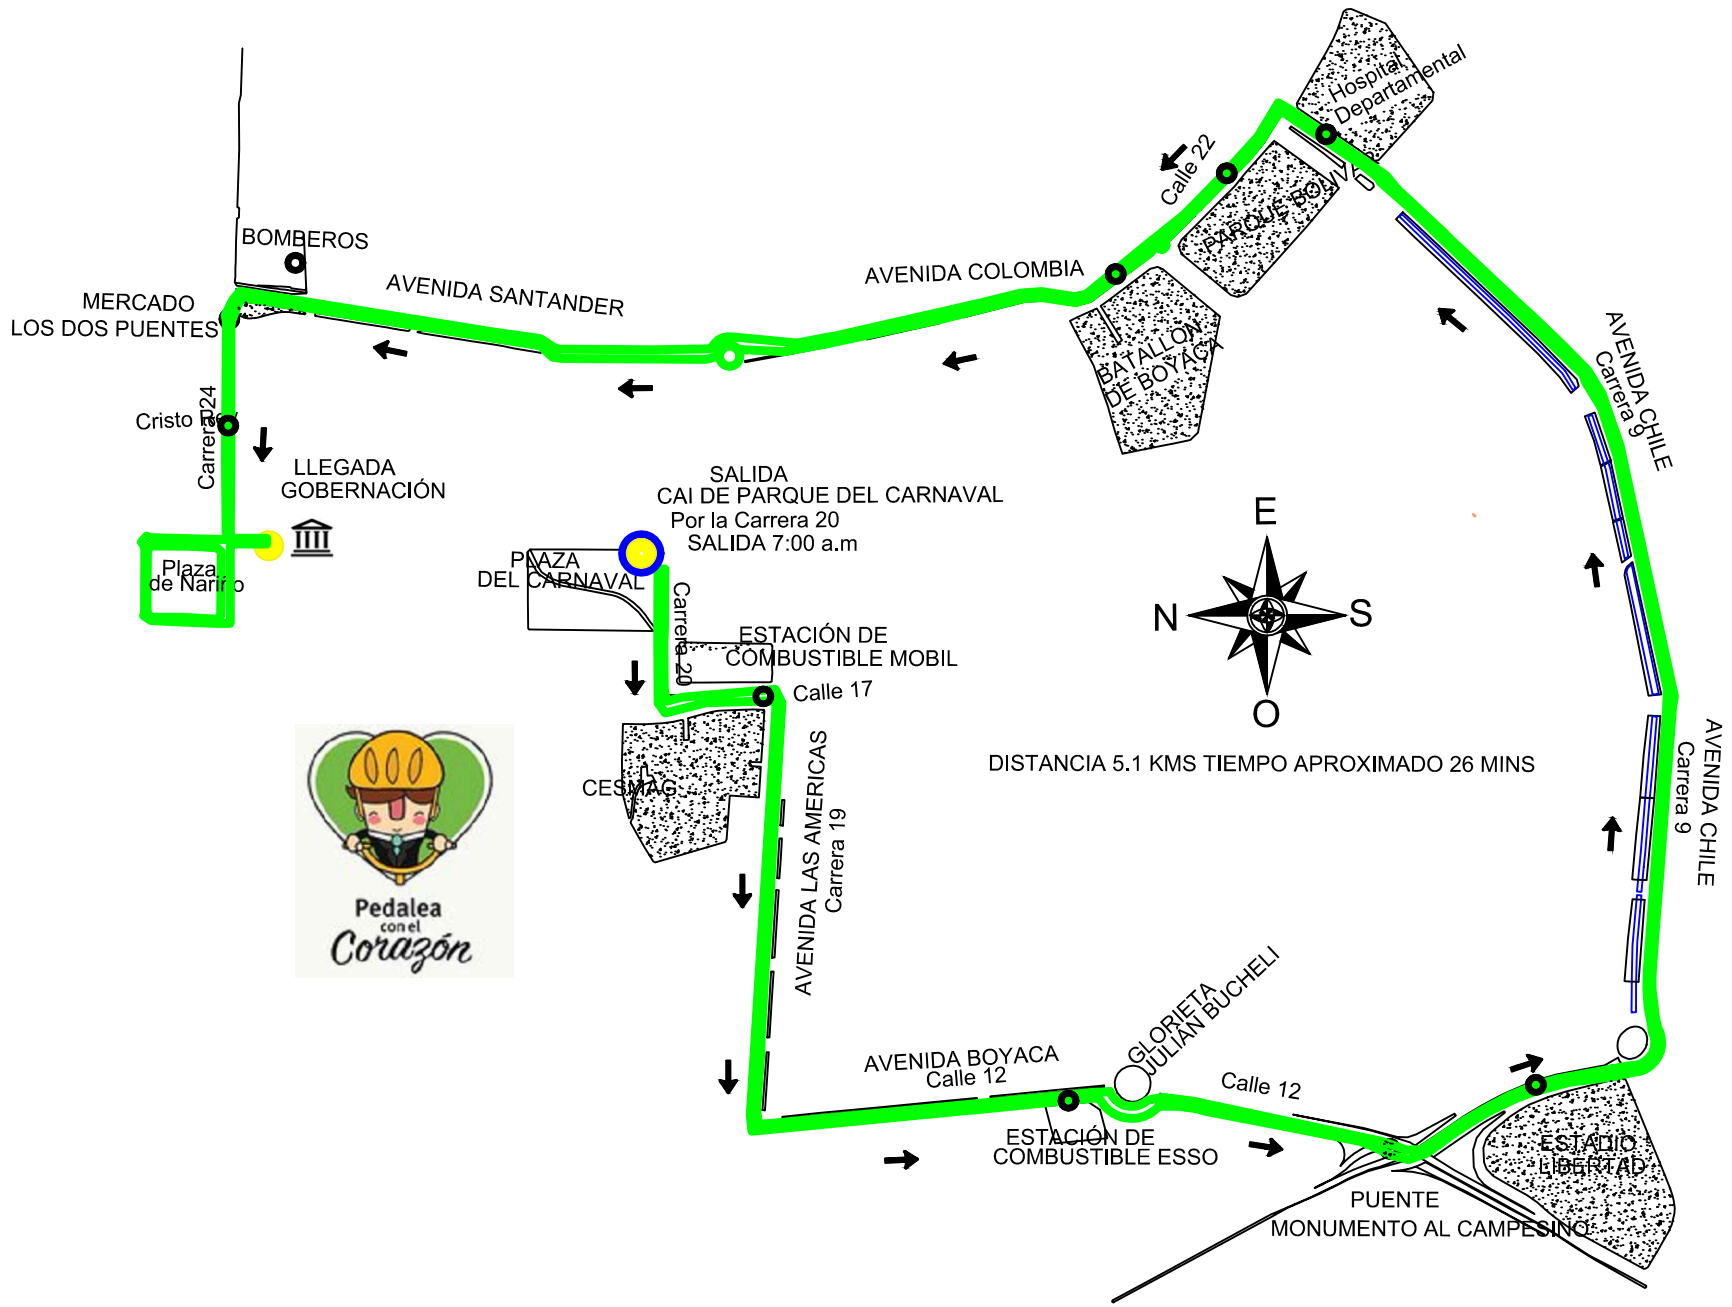 Hospital
Departamental
Calle 22
PARQUE BOLIVAR
BOMBEROS
AVENIDA SANTANDER
AVENIDA COLOMBIA
MERCADO
LOS DOS PUENTES
BATALLON
DE BOYACA
AVENIDA CHILE
Carrera 9
Cristo Rey
Carrera 24
LLEGADA
GOBERNACIÓN
SALIDA
CAI DE PARQUE DEL CARNAVAL
Por la Carrera 20
SALIDA 7:00 a.m
E
N
S
O
PLAZA
DEL CARNAVAL
Plaza
de Nariño
Carrera 20
ESTACIÓN DE
COMBUSTIBLE MOBIL
Calle 17
CESMAG
AVENIDA LAS AMERICAS
Carrera 19
DISTANCIA 5.1 KMS TIEMPO APROXIMADO 26 MINS
AVENIDA CHILE
Carrera 9
Pedalea
con el
Corazón
GLORIETA
JULIÁN BUCHELI
AVENIDA BOYACA
Calle 12
Calle 12
ESTACIÓN DE
COMBUSTIBLE ESSO
ESTADIO
LIBERTAD
PUENTE
MONUMENTO AL CAMPESINO